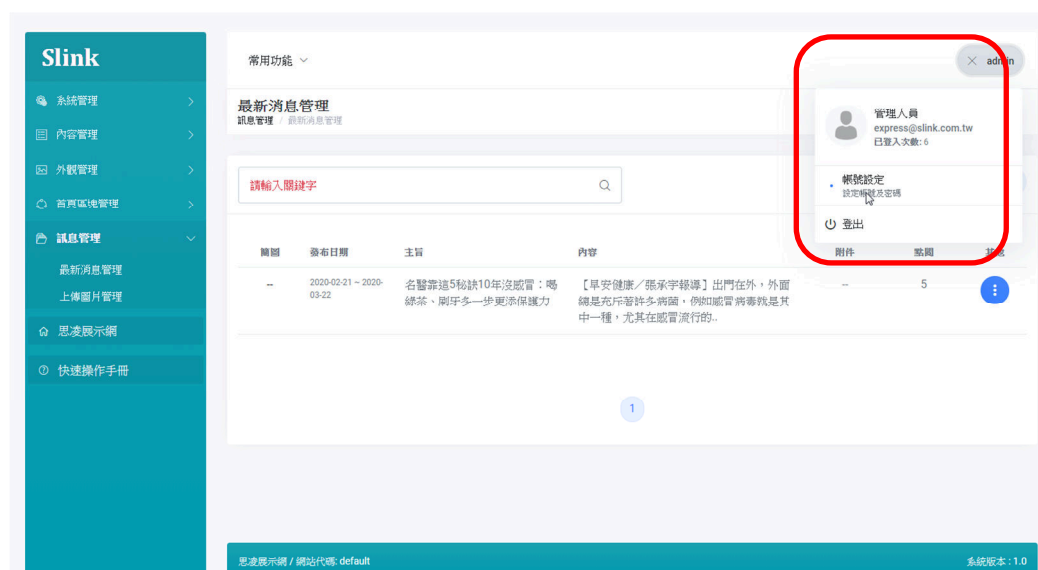 Slink
系統管理
內容管理
外觀管理
首頁區塊管理
訊息管理
最新消息管理
上傳圖片管理
思凌展示網
快速操作手冊
常用功能
admin
最新消息管理
訊息管理 / 最新消息管理
管理人員
express@slink.com.tw
已登入次數: 6
帳號設定
設定帳號及密碼
登出
請輸入關鍵字
簡圖 發布日期 主旨 內容 附件 點閱
-- 2020-02-21 ~ 2020-03-22 名醫靠這5秘訣10年沒感冒:喝 【早安健康/張承宇報導】出門在外,外面 -- 5
綠茶、刷牙多一步更添保護力 總是充斥著許多病菌,例如感冒病毒就是其
中一種,尤其在感冒流行的..
1
思凌展示網 / 網站代碼: default
系統版本 : 1.0